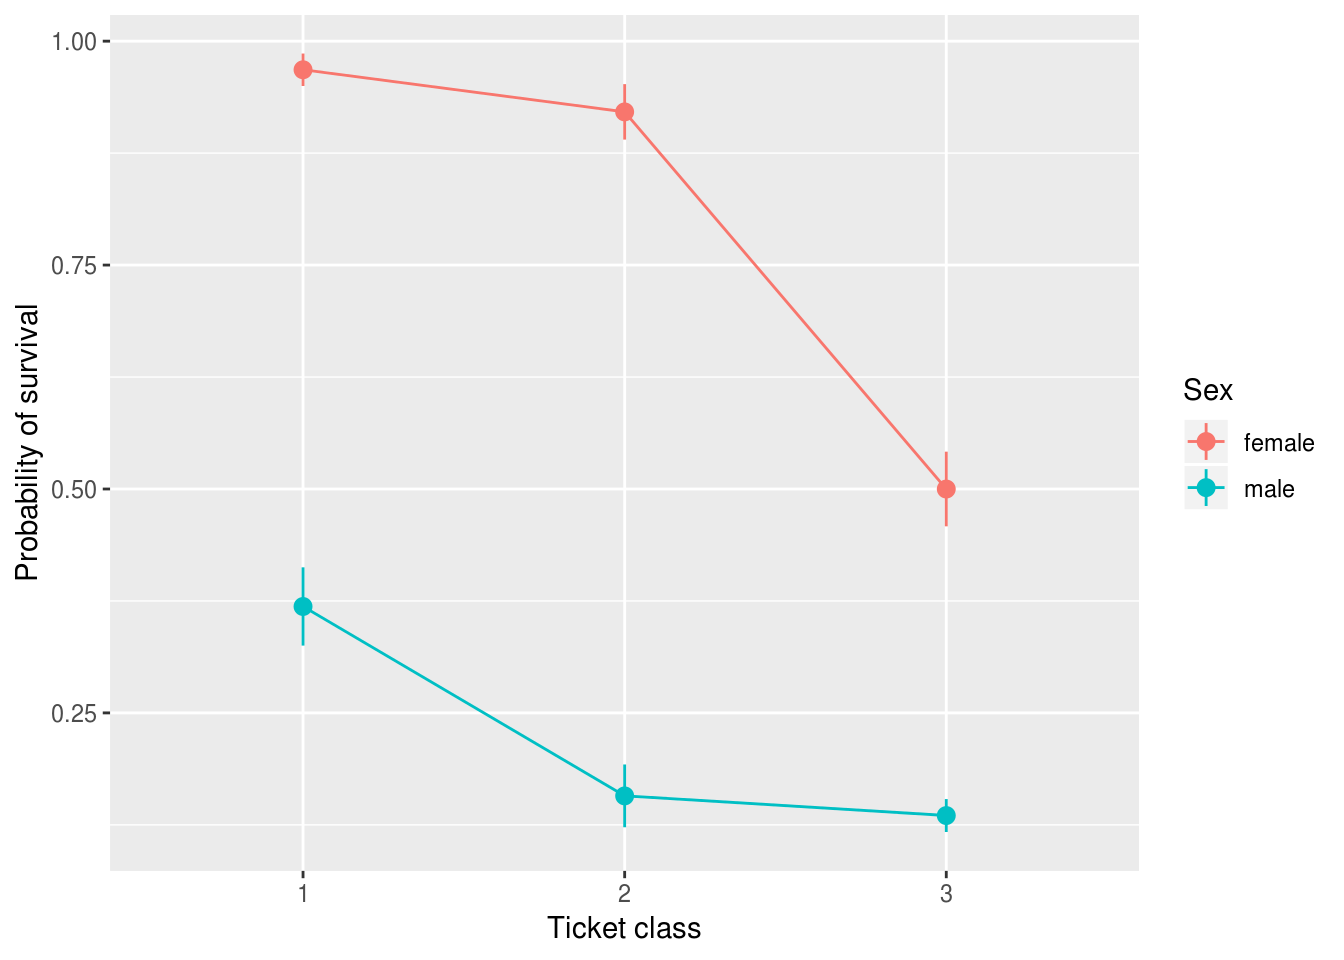 Probability of survival
1.00
0.75
0.50
0.25
1 2 3
Ticket class
Sex
female
male